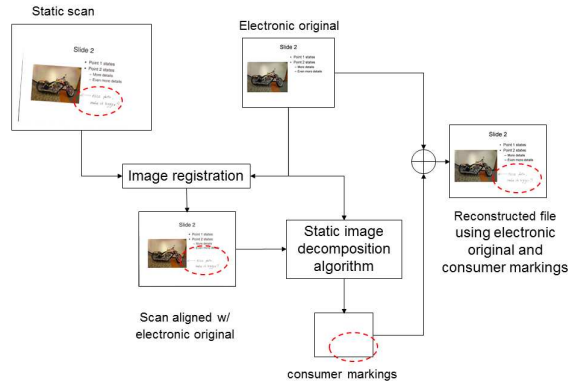 Static scan
Electronic original
Slide 2
• Point 1 states
• Point 2 states
– More details
– Even more details
Slide 2
• Point 1 states
• Point 2 states
– More details
– Even more details
Slide 2
• Point 1 states
• Point 2 states
– More details
– Even more details
Image registration
Slide 2
• Point 1 states
• Point 2 states
– More details
Static image
decomposition
algorithm
Reconstructed file
using electronic
original and
consumer markings
Scan aligned w/
electronic original
consumer markings